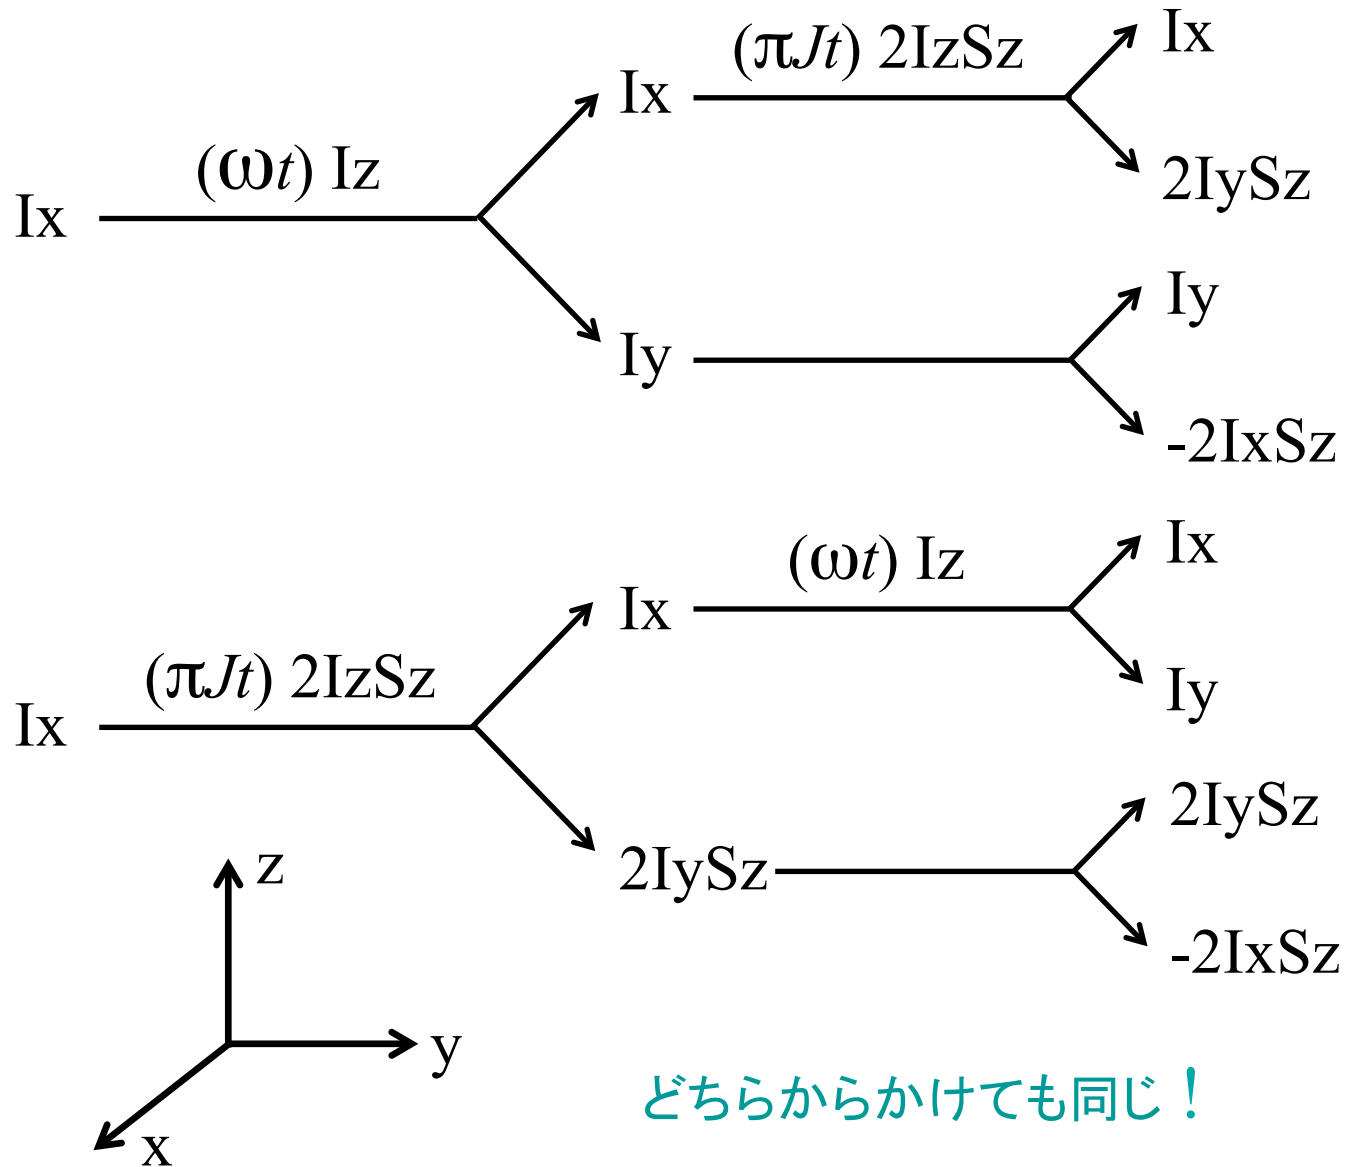 (πJt) 2IzSz
Ix
Ix
(ωt) Iz
Ix
2IySz
Ix
Iy
Iy
-2IxSz
(ωt) Iz
Ix
Ix
Iy
(πJt) 2IzSz
Ix
2IySz
2IySz
-2IxSz
z
y
x
どちらからかけても同じ！